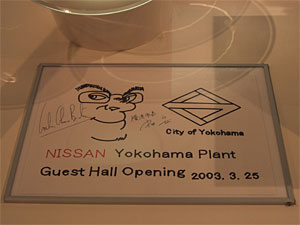 City of Yokohama
NISSAN Yokohama Plant
Guest Hall Opening 2003.3.25